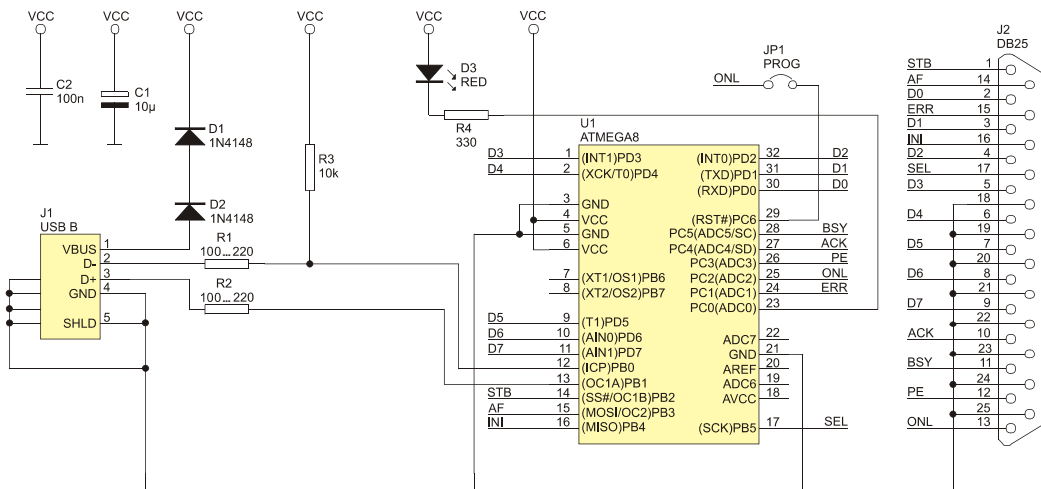 VCC VCC VCC VCC VCC VCC
C2
100n
C1
10µ
D1
1N4148
D2
1N4148
R3
10k
D3
RED
R4
330
JP1
PROG
ONL
J1
USB B
VBUS 1
D- 2
D+ 3
GND 4
SHLD 5
R1
100...220
R2
100...220
U1
ATMEGA8
D3 1 (INT1)PD3
D4 2 (XCK/T0)PD4
3 GND
4 VCC
5 GND
6 VCC
7 (XT1/OS1)PB6
8 (XT2/OS2)PB7
D5 9 (T1)PD5
D6 10 (AIN0)PD6
D7 11 (AIN1)PD7
12 (ICP)PB0
13 (OC1A)PB1
STB 14 (SS#/OC1B)PB2
AF 15 (MOSI/OC2)PB3
INI 16 (MISO)PB4
(INT0)PD2 32 D2
(TXD)PD1 31 D1
(RXD)PD0 30 D0
(RST#)PC6 29
PC5(ADC5/SC) 28 BSY
PC4(ADC4/SD) 27 ACK
PC3(ADC3) 26 PE
PC2(ADC2) 25 ONL
PC1(ADC1) 24 ERR
PC0(ADC0) 23
ADC7 22
GND 21
AREF 20
ADC6 19
AVCC 18
(SCK)PB5 17 SEL
J2
DB25
STB 1
AF 14
D0 2
ERR 15
D1 3
INI 16
D2 4
SEL 17
D3 5
18
D4 6
19
D5 7
20
D6 8
21
D7 9
22
ACK 10
23
BSY 11
24
PE 12
25
ONL 13